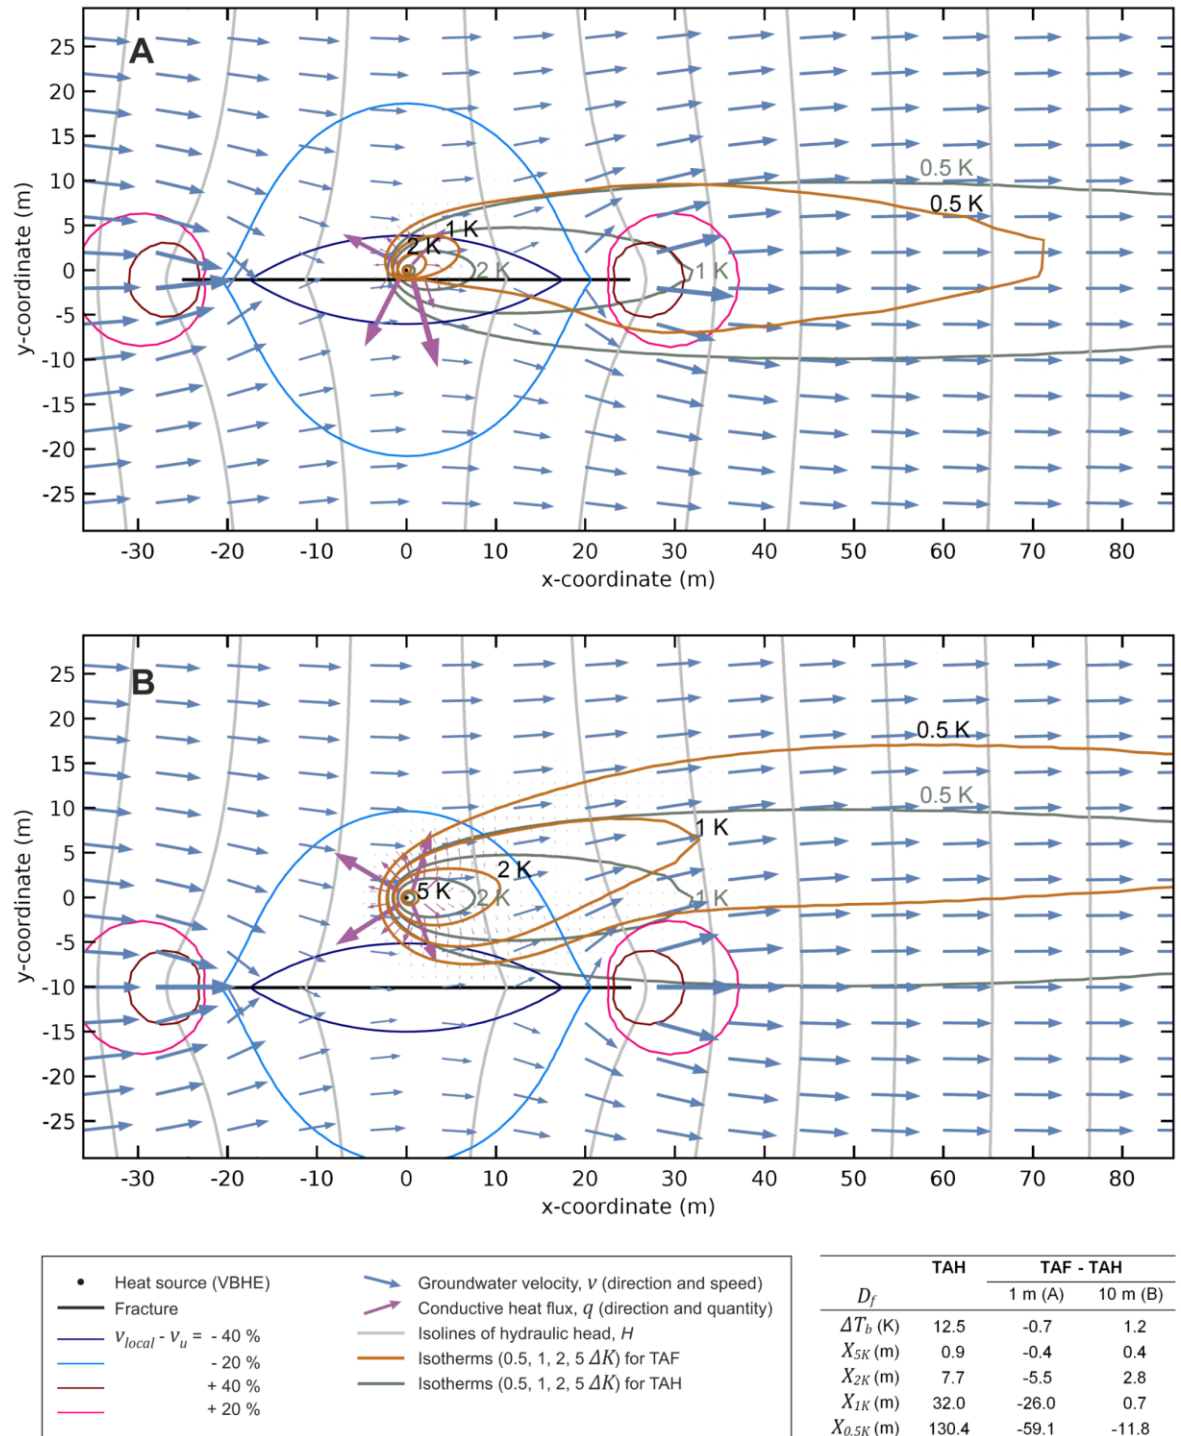 A
25
20
15
10
5
0
-5
-10
-15
-20
-25
y-coordinate (m)
0.5 K
0.5 K
1 K
2 K
2 K
1 K
-30 -20 -10 0 10 20 30 40 50 60 70 80
x-coordinate (m)
B
25
20
15
10
5
0
-5
-10
-15
-20
-25
y-coordinate (m)
0.5 K
0.5 K
1 K
2 K
5 K
2 K
1 K
-30 -20 -10 0 10 20 30 40 50 60 70 80
x-coordinate (m)
Heat source (VBHE)
Fracture
v_local - v_u = - 40 %
- 20 %
+ 40 %
+ 20 %
Groundwater velocity, v (direction and speed)
Conductive heat flux, q (direction and quantity)
Isolines of hydraulic head, H
Isotherms (0.5, 1, 2, 5 ΔK) for TAF
Isotherms (0.5, 1, 2, 5 ΔK) for TAH
TAH TAF - TAH
D_f 1 m (A) 10 m (B)
ΔT_b (K) 12.5 -0.7 1.2
X_5K (m) 0.9 -0.4 0.4
X_2K (m) 7.7 -5.5 2.8
X_1K (m) 32.0 -26.0 0.7
X_0.5K (m) 130.4 -59.1 -11.8